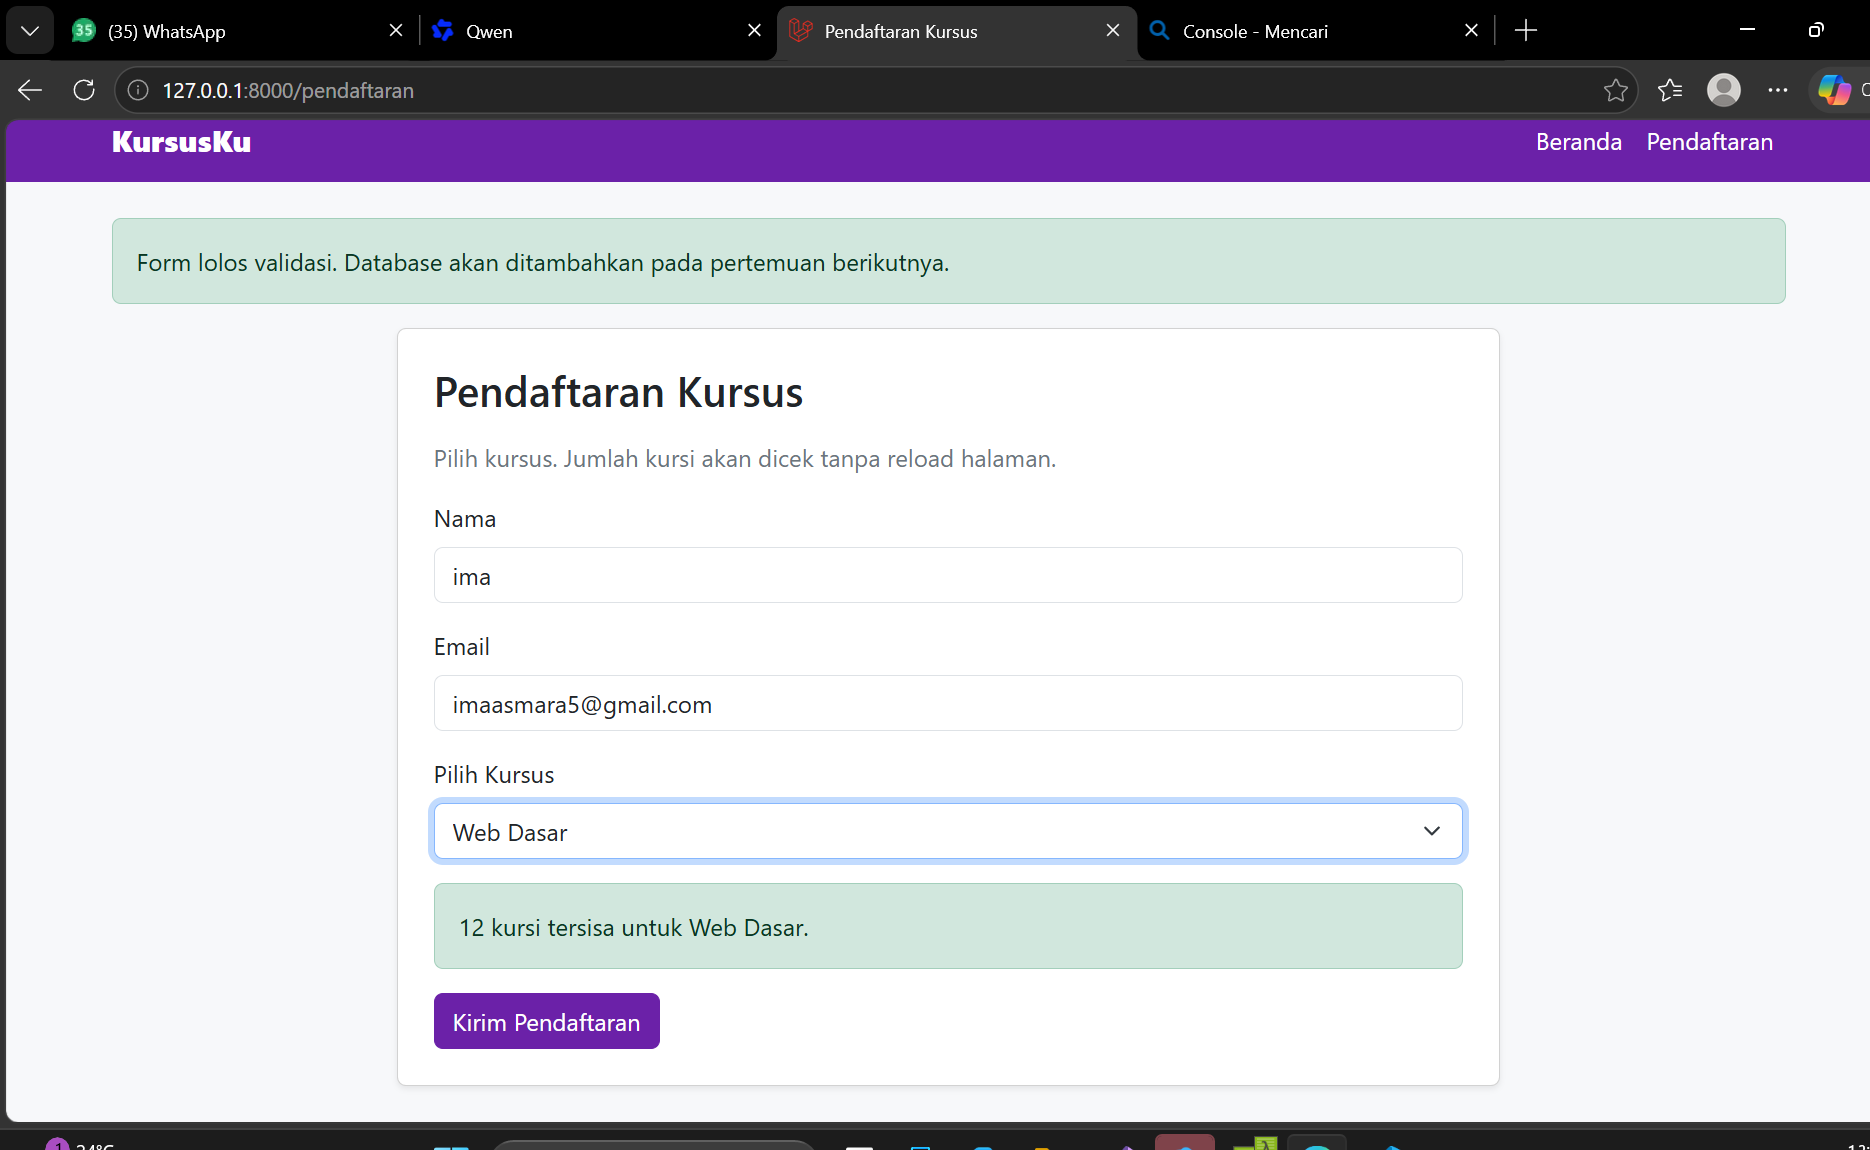 35 (35) WhatsApp
Qwen
Pendaftaran Kursus
Console - Mencari
127.0.0.1:8000/pendaftaran
KursusKu
Beranda
Pendaftaran
Form lolos validasi. Database akan ditambahkan pada pertemuan berikutnya.
Pendaftaran Kursus
Pilih kursus. Jumlah kursi akan dicek tanpa reload halaman.
Nama
ima
Email
imaasmara5@gmail.com
Pilih Kursus
Web Dasar
12 kursi tersisa untuk Web Dasar.
Kirim Pendaftaran